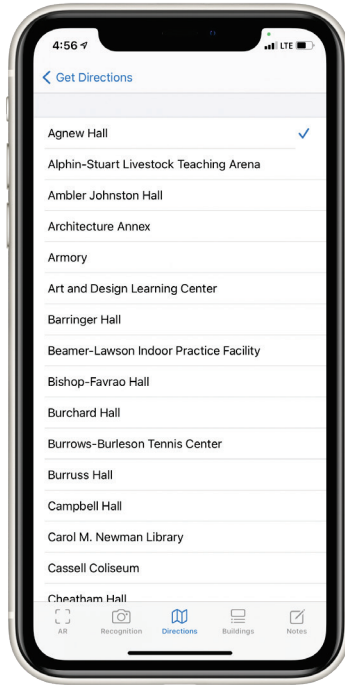 4:56
LTE
Get Directions
Agnew Hall
Alphin-Stuart Livestock Teaching Arena
Ambler Johnston Hall
Architecture Annex
Armory
Art and Design Learning Center
Barringer Hall
Beamer-Lawson Indoor Practice Facility
Bishop-Favrao Hall
Burchard Hall
Burrows-Burleson Tennis Center
Burruss Hall
Campbell Hall
Carol M. Newman Library
Cassell Coliseum
Cheatham Hall
AR Recognition Directions Buildings Notes